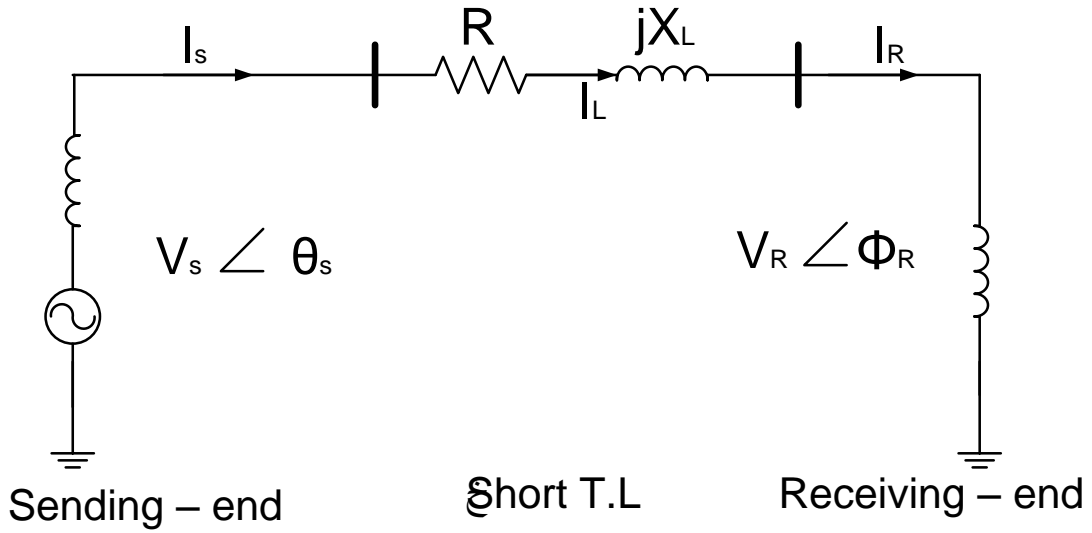 Is R jXL IR
IL
Vs ∠ θs VR ∠ΦR
Sending – end Short T.L Receiving – end